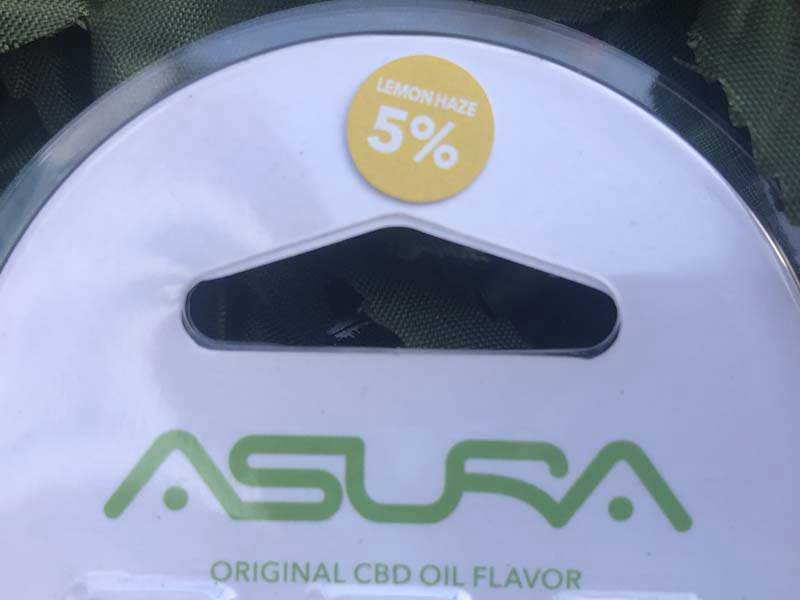 LEMON HAZE
5%
ASURA
ORIGINAL CBD OIL FLAVOR